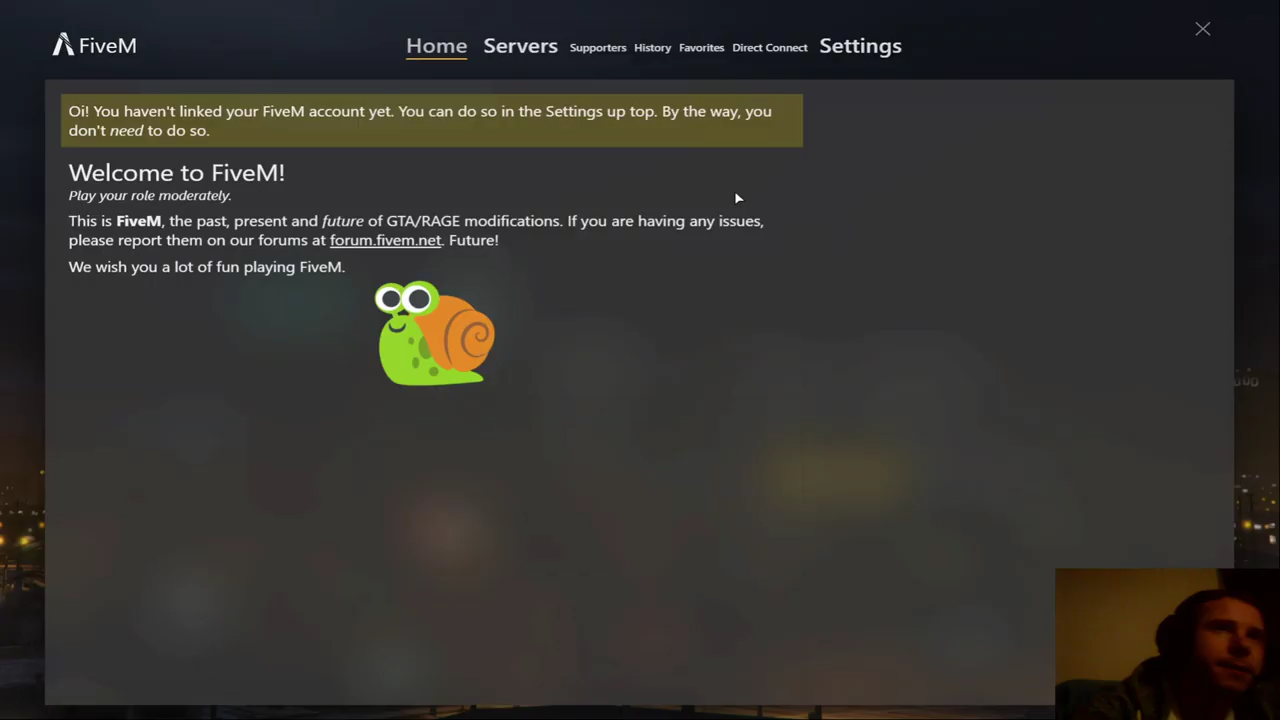 FiveM
Home Servers Supporters History Favorites Direct Connect Settings
Oi! You haven't linked your FiveM account yet. You can do so in the Settings up top. By the way, you
don't need to do so.
Welcome to FiveM!
Play your role moderately.
This is FiveM, the past, present and future of GTA/RAGE modifications. If you are having any issues,
please report them on our forums at forum.fivem.net. Future!
We wish you a lot of fun playing FiveM.